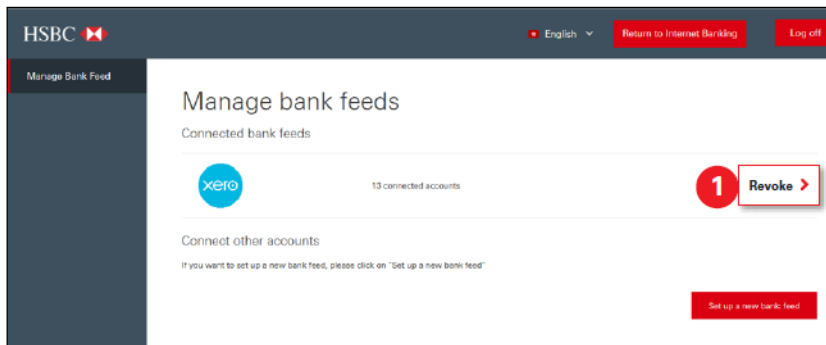 HSBC
English
Return to Internet Banking
Log off
Manage Bank Feed
Manage bank feeds
Connected bank feeds
xero
13 connected accounts
1
Revoke
Connect other accounts
If you want to set up a new bank feed, please click on "Set up a new bank feed"
Set up a new bank feed